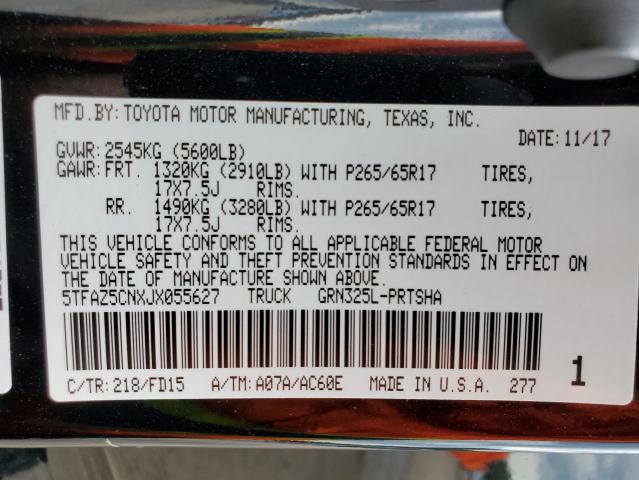 MFD.BY:TOYOTA MOTOR MANUFACTURING, TEXAS, INC.
DATE:11/17
GVWR:2545KG (5600LB)
GAWR:FRT. 1320KG (2910LB) WITH P265/65R17 TIRES,
17X7.5J RIMS.
RR. 1490KG (3280LB) WITH P265/65R17 TIRES,
17X7.5J RIMS.
THIS VEHICLE CONFORMS TO ALL APPLICABLE FEDERAL MOTOR
VEHICLE SAFETY AND THEFT PREVENTION STANDARDS IN EFFECT ON
THE DATE OF MANUFACTURE SHOWN ABOVE.
5TFAZ5CNXJX055627 TRUCK GRN325L-PRTSHA
C/TR:218/FD15 A/TM:A07A/AC60E MADE IN U.S.A. 277 1